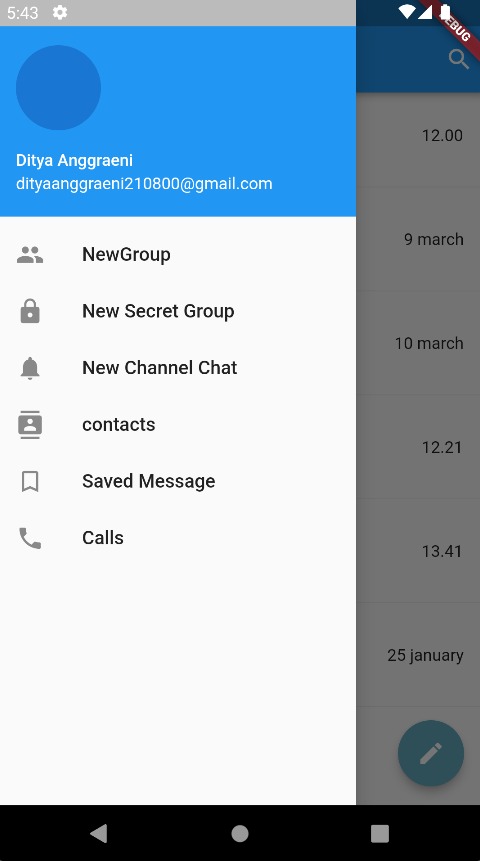 5:43
DEBUG
Ditya Anggraeni
dityaanggraeni210800@gmail.com
NewGroup
New Secret Group
New Channel Chat
contacts
Saved Message
Calls
12.00
9 march
10 march
12.21
13.41
25 january